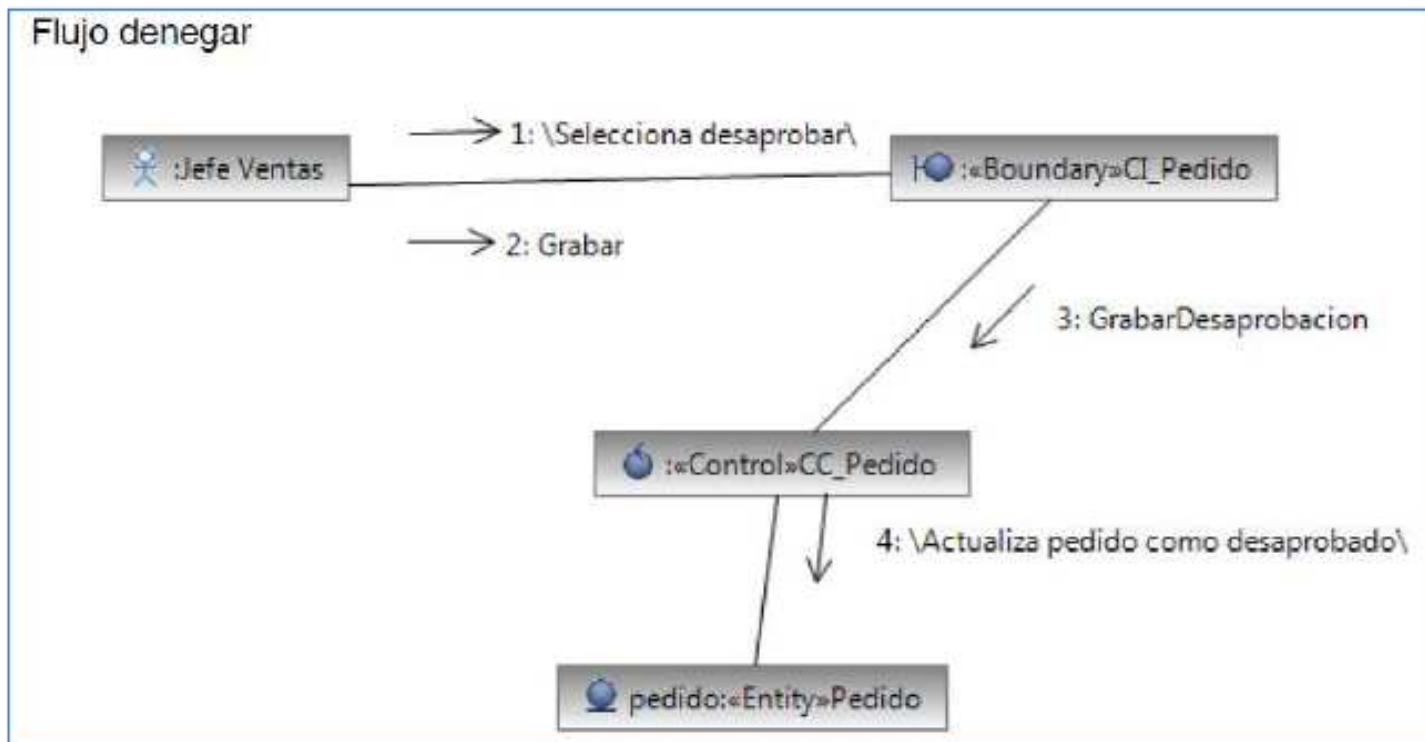 Flujo denegar
1: \Selecciona desaprobar\
:Jefe Ventas
:«Boundary»CI_Pedido
2: Grabar
3: GrabarDesaprobacion
:«Control»CC_Pedido
4: \Actualiza pedido como desaprobado\
pedido:«Entity»Pedido